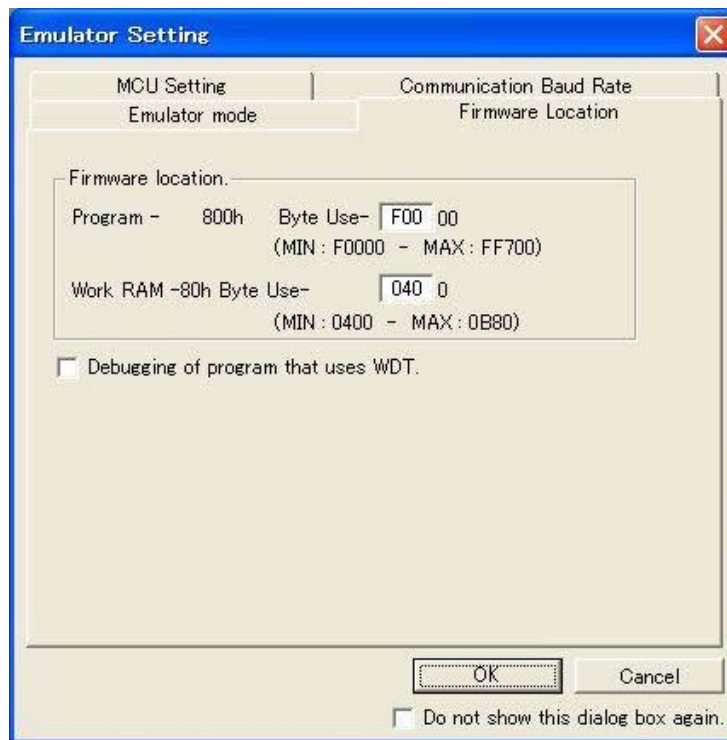 Emulator Setting
MCU Setting Communication Baud Rate
Emulator mode Firmware Location
Firmware location.
Program - 800h Byte Use- F00 00
(MIN : F0000 - MAX : FF700)
Work RAM -80h Byte Use- 040 0
(MIN : 0400 - MAX : 0B80)
Debugging of program that uses WDT.
OK Cancel
Do not show this dialog box again.